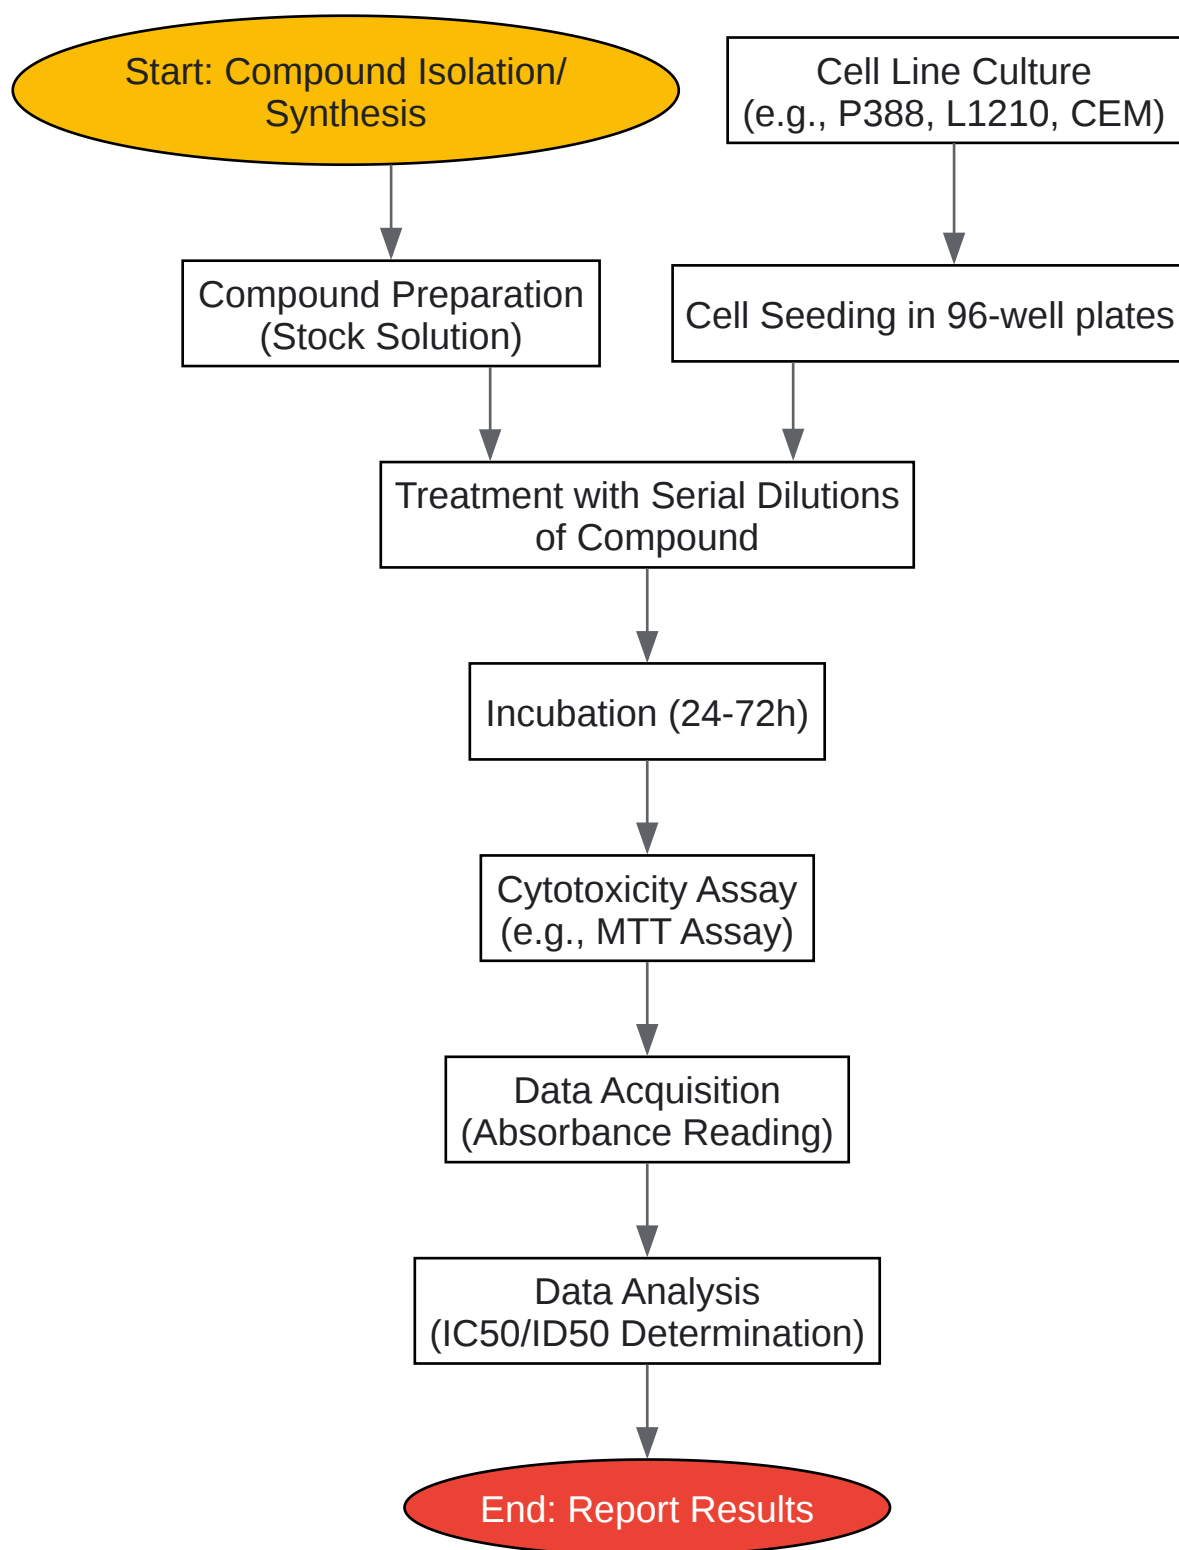 Start: Compound Isolation/
Synthesis
Cell Line Culture
(e.g., P388, L1210, CEM)
Compound Preparation
(Stock Solution)
Cell Seeding in 96-well plates
Treatment with Serial Dilutions
of Compound
Incubation (24-72h)
Cytotoxicity Assay
(e.g., MTT Assay)
Data Acquisition
(Absorbance Reading)
Data Analysis
(IC50/ID50 Determination)
End: Report Results